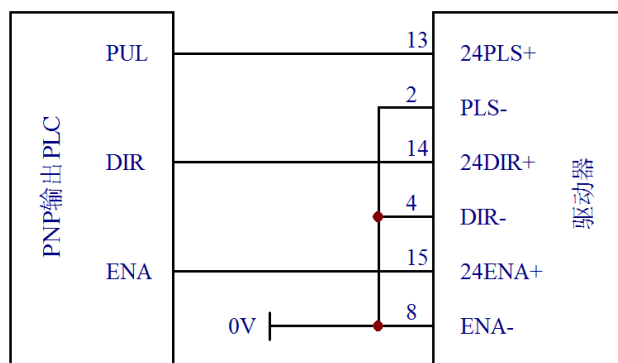 PNP输出PLC
PUL
13
24PLS+
2
PLS-
DIR
14
24DIR+
4
DIR-
ENA
15
24ENA+
0V
8
ENA-
驱动器